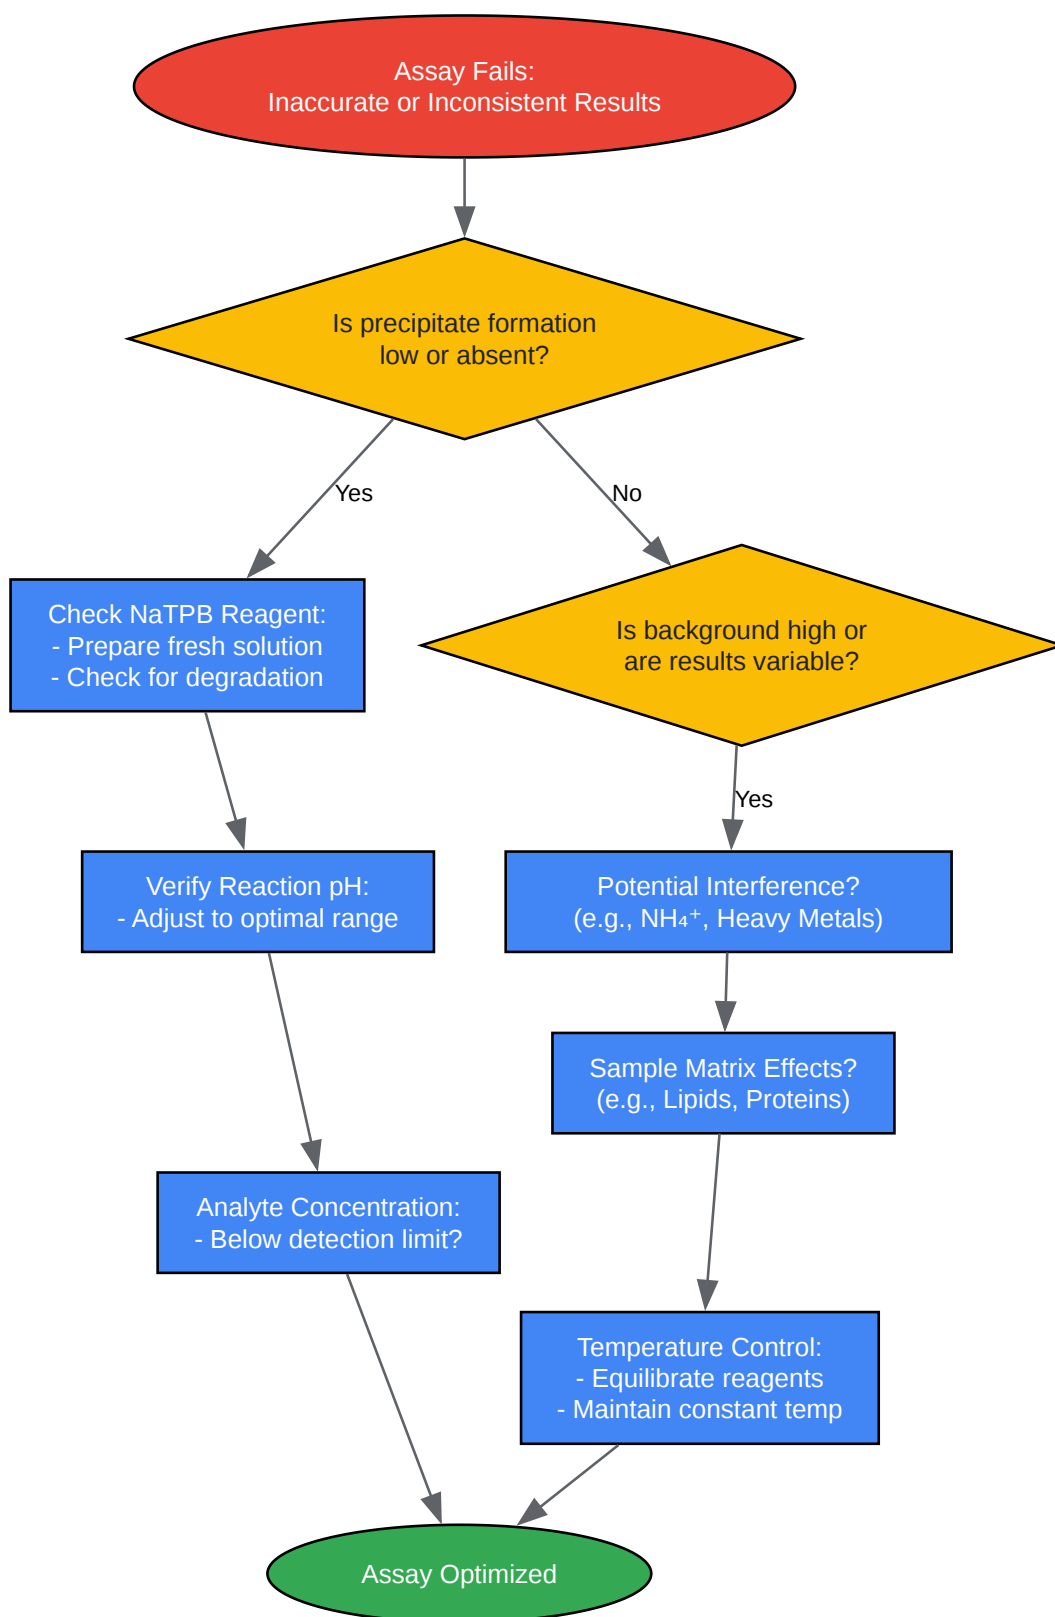 Assay Fails:
Inaccurate or Inconsistent Results
Is precipitate formation
low or absent?
Yes
No
Check NaTPB Reagent:
- Prepare fresh solution
- Check for degradation
Is background high or
are results variable?
Yes
Verify Reaction pH:
- Adjust to optimal range
Potential Interference?
(e.g., NH₄⁺, Heavy Metals)
Sample Matrix Effects?
(e.g., Lipids, Proteins)
Analyte Concentration:
- Below detection limit?
Temperature Control:
- Equilibrate reagents
- Maintain constant temp
Assay Optimized